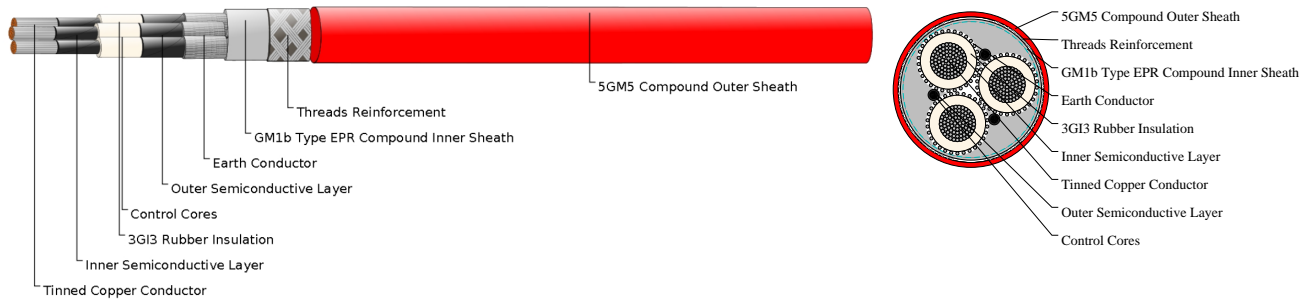 5GM5 Compound Outer Sheath
Threads Reinforcement
GM1b Type EPR Compound Inner Sheath
Earth Conductor
Outer Semiconductive Layer
Control Cores
3GI3 Rubber Insulation
Inner Semiconductive Layer
Tinned Copper Conductor
5GM5 Compound Outer Sheath
Threads Reinforcement
GM1b Type EPR Compound Inner Sheath
Earth Conductor
3GI3 Rubber Insulation
Inner Semiconductive Layer
Tinned Copper Conductor
Outer Semiconductive Layer
Control Cores